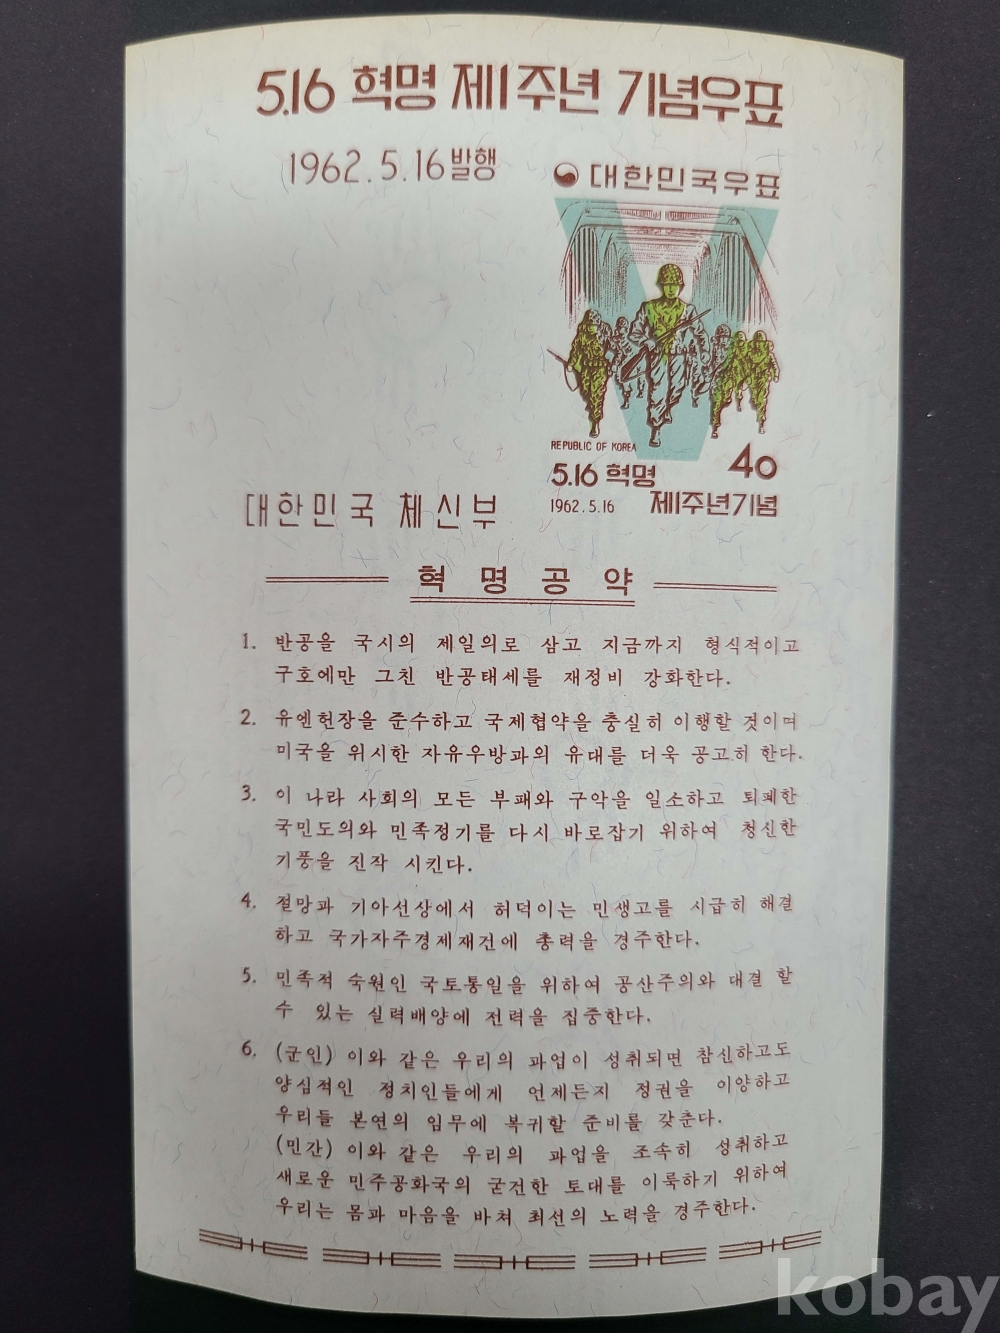 5.16 혁명 제1주년 기념우표
1962.5.16발행
대한민국우표
REPUBLIC OF KOREA
40
5.16 혁명
1962.5.16 제1주년기념
대한민국 체신부
혁명공약
1. 반공을 국시의 제일의로 삼고 지금까지 형식적이고
구호에만 그친 반공태세를 재정비 강화한다.
2. 유엔헌장을 준수하고 국제협약을 충실히 이행할 것이며
미국을 위시한 자유우방과의 유대를 더욱 공고히 한다.
3. 이 나라 사회의 모든 부패와 구악을 일소하고 퇴폐한
국민도의와 민족정기를 다시 바로잡기 위하여 청신한
기풍을 진작 시킨다.
4. 절망과 기아선상에서 허덕이는 민생고를 시급히 해결
하고 국가자주경제재건에 총력을 경주한다.
5. 민족적 숙원인 국토통일을 위하여 공산주의와 대결 할
수 있는 실력배양에 전력을 집중한다.
6. (군인) 이와 같은 우리의 과업이 성취되면 참신하고도
양심적인 정치인들에게 언제든지 정권을 이양하고
우리들 본연의 임무에 복귀할 준비를 갖춘다.
(민간) 이와 같은 우리의 과업을 조속히 성취하고
새로운 민주공화국의 굳건한 토대를 이룩하기 위하여
우리는 몸과 마음을 바쳐 최선의 노력을 경주한다.
kobay